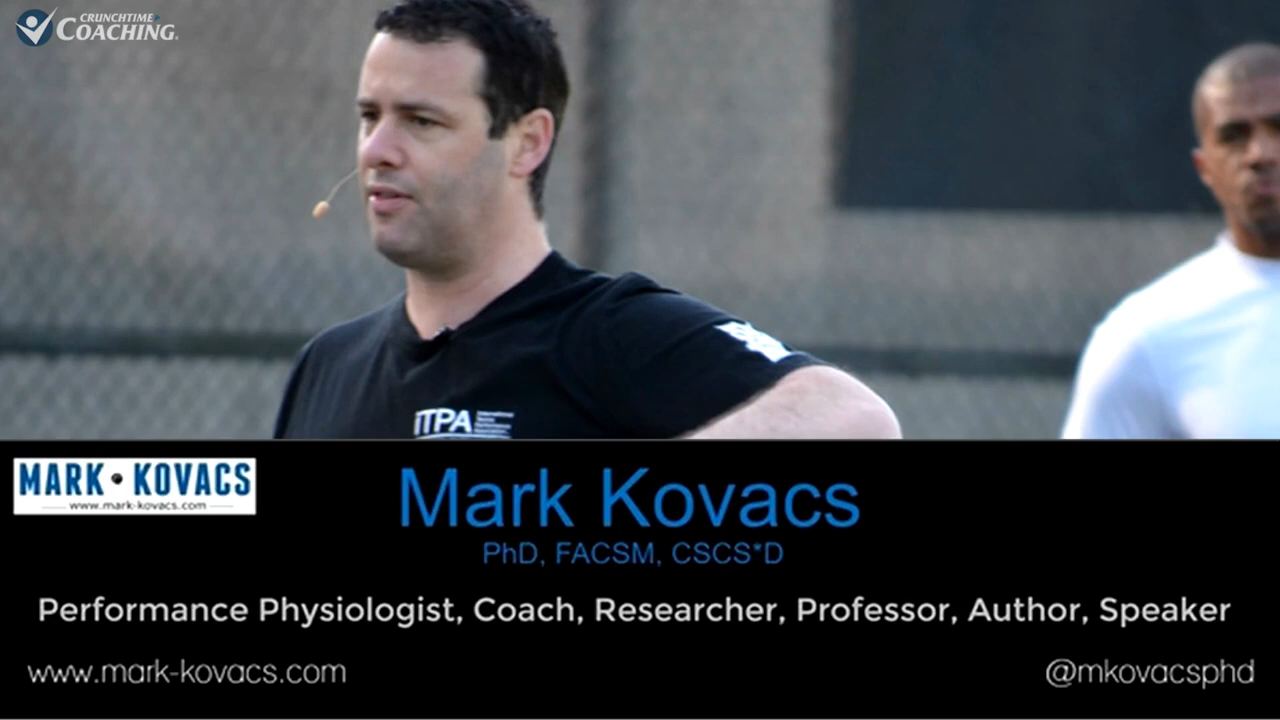 CRUNCHTIME
COACHING.
iTPA
MARK • KOVACS
www.mark-kovacs.com
Mark Kovacs
PhD, FACSM, CSCS*D
Performance Physiologist, Coach, Researcher, Professor, Author, Speaker
www.mark-kovacs.com
@mkovacsphd